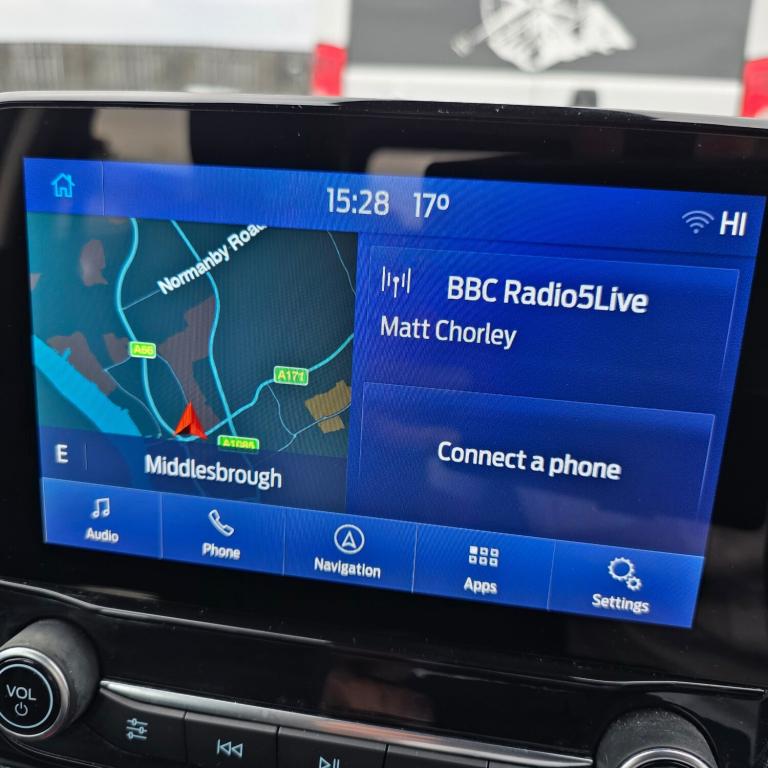 15:28 17º
HI
Normanby Road
BBC Radio5Live
Matt Chorley
A66
A171
A1085
Connect a phone
E
Middlesbrough
Audio
Phone
Navigation
Apps
Settings
VOL